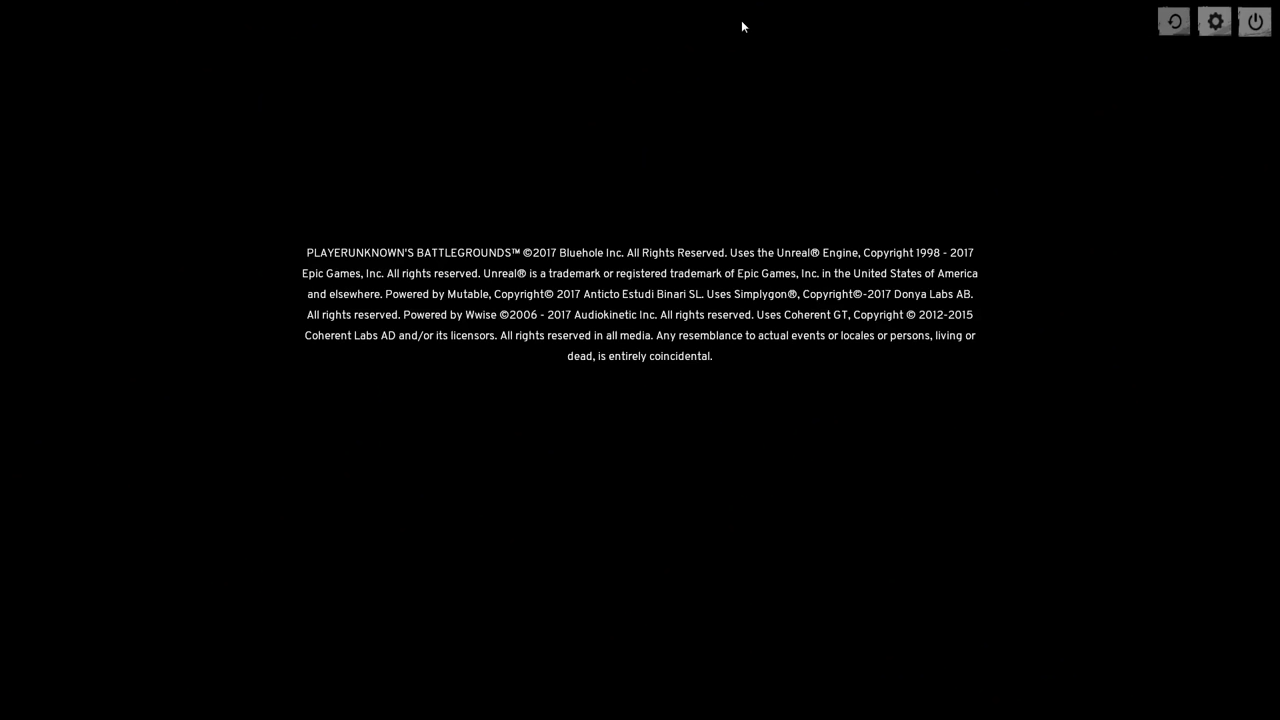 PLAYERUNKNOWN'S BATTLEGROUNDS™ ©2017 Bluehole Inc. All Rights Reserved. Uses the Unreal® Engine, Copyright 1998 - 2017
Epic Games, Inc. All rights reserved. Unreal® is a trademark or registered trademark of Epic Games, Inc. in the United States of America
and elsewhere. Powered by Mutable, Copyright© 2017 Anticto Estudi Binari SL. Uses Simplygon®, Copyright©-2017 Donya Labs AB.
All rights reserved. Powered by Wwise ©2006 - 2017 Audiokinetic Inc. All rights reserved. Uses Coherent GT, Copyright © 2012-2015
Coherent Labs AD and/or its licensors. All rights reserved in all media. Any resemblance to actual events or locales or persons, living or
dead, is entirely coincidental.